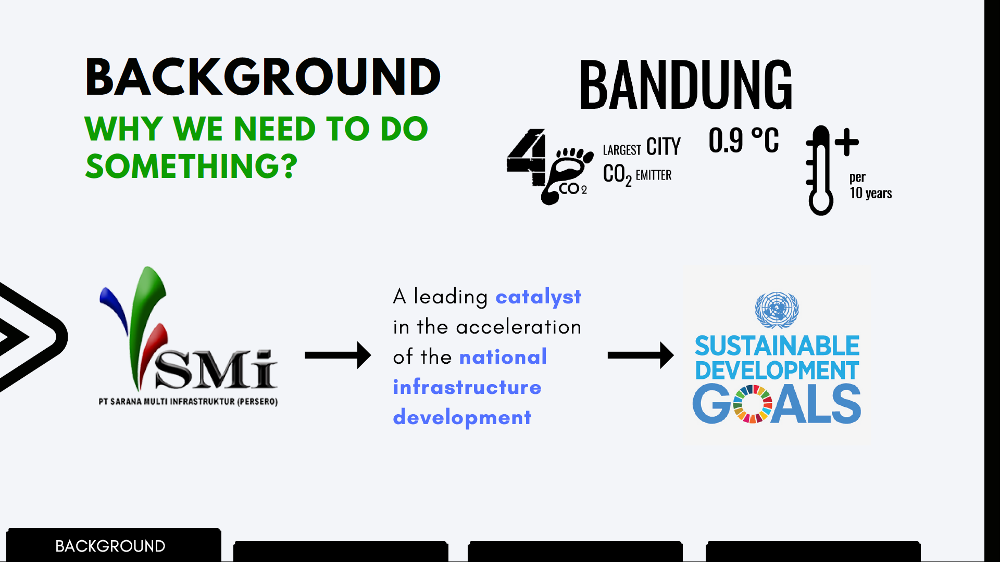 BACKGROUND
WHY WE NEED TO DO
SOMETHING?
BANDUNG
4 CO2
LARGEST CITY
CO2 EMITTER
0.9 °C
+
per
10 years
SMi
PT SARANA MULTI INFRASTRUKTUR (PERSERO)
A leading catalyst
in the acceleration
of the national
infrastructure
development
SUSTAINABLE
DEVELOPMENT
GOALS
BACKGROUND